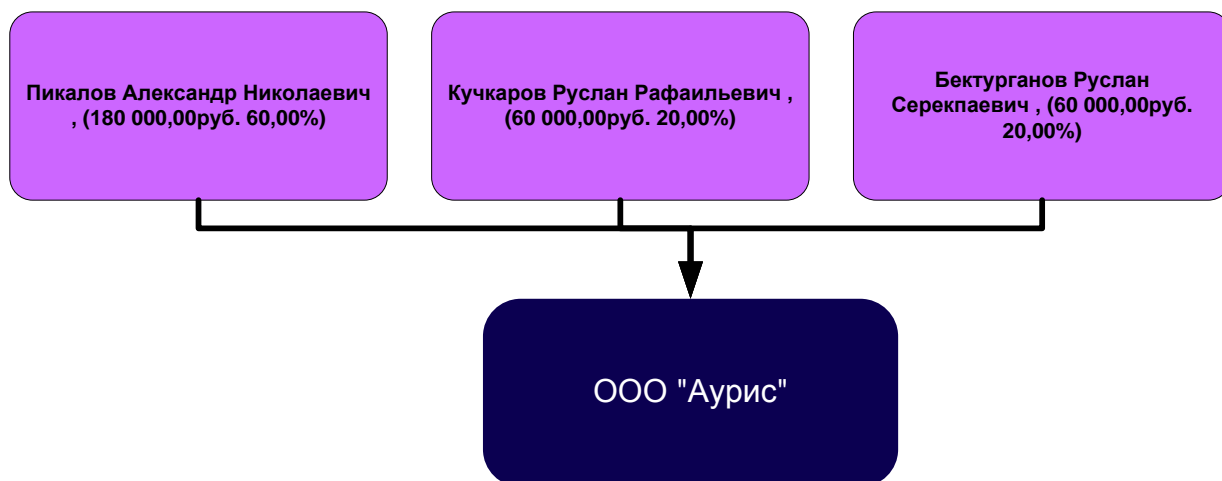 Пикалов Александр Николаевич
, (180 000,00руб. 60,00%)
Кучкаров Руслан Рафаильевич ,
(60 000,00руб. 20,00%)
Бектурганов Руслан
Серекпаевич , (60 000,00руб.
20,00%)
ООО "Аурис"